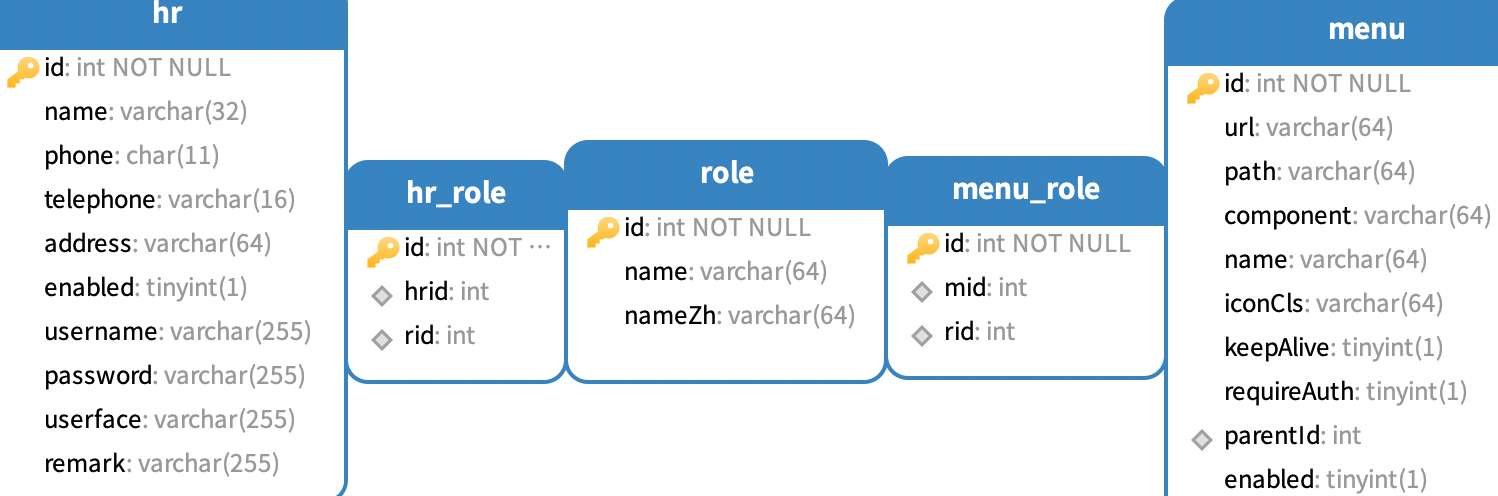 hr
id: int NOT NULL
name: varchar(32)
phone: char(11)
telephone: varchar(16)
address: varchar(64)
enabled: tinyint(1)
username: varchar(255)
password: varchar(255)
userface: varchar(255)
remark: varchar(255)
hr_role
id: int NOT ···
hrid: int
rid: int
role
id: int NOT NULL
name: varchar(64)
nameZh: varchar(64)
menu_role
id: int NOT NULL
mid: int
rid: int
menu
id: int NOT NULL
url: varchar(64)
path: varchar(64)
component: varchar(64)
name: varchar(64)
iconCls: varchar(64)
keepAlive: tinyint(1)
requireAuth: tinyint(1)
parentId: int
enabled: tinyint(1)